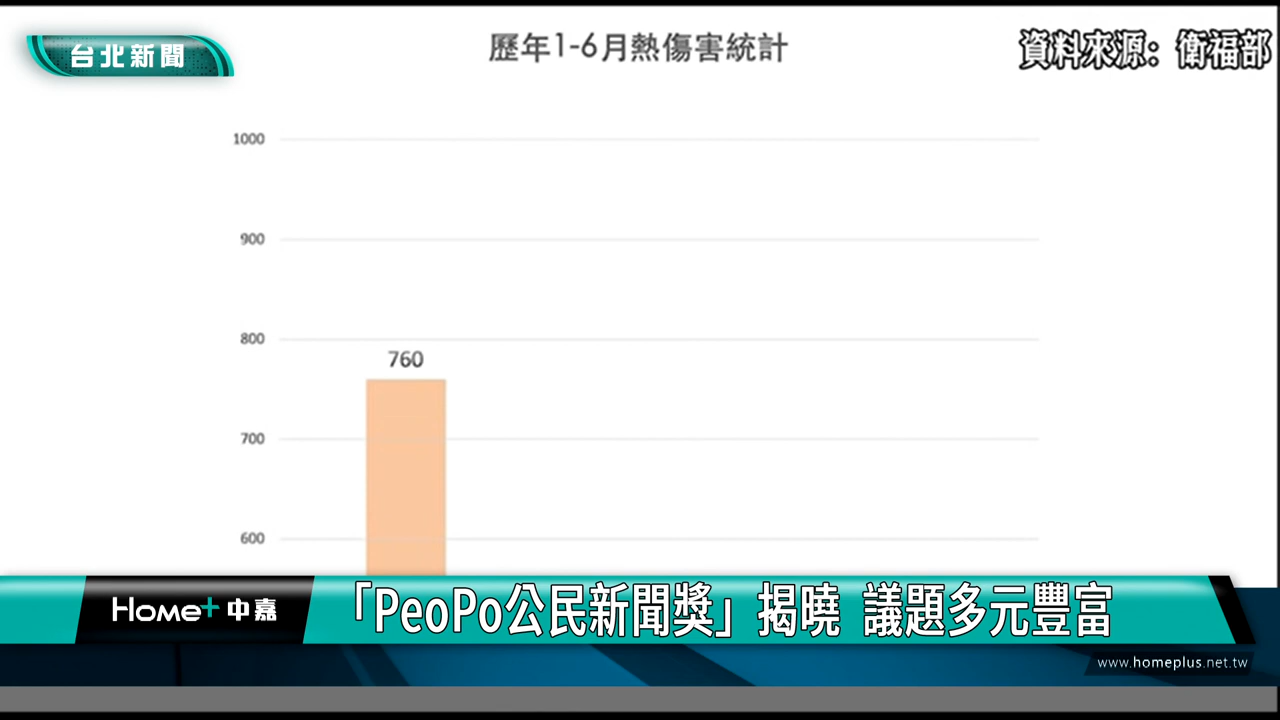 台北新聞
歷年1-6月熱傷害統計
資料來源：衛福部
1000
900
800
760
700
600
Home+中嘉
「PeoPo公民新聞獎」揭曉 議題多元豐富
www.homeplus.net.tw